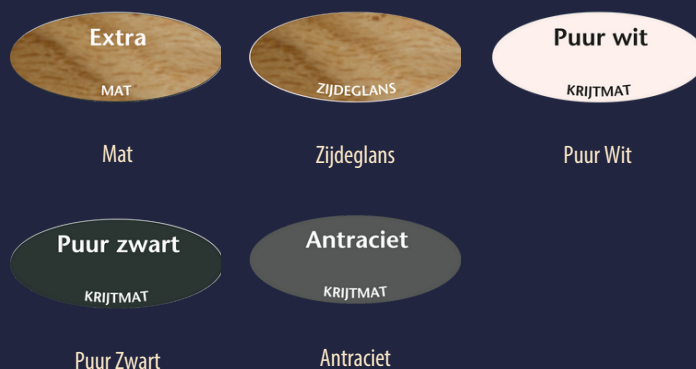 Extra
MAT
ZIJDEGLANS
Puur wit
KRIJTMAT
Mat
Zijdeglans
Puur Wit
Puur zwart
KRIJTMAT
Antraciet
KRIJTMAT
Puur Zwart
Antraciet